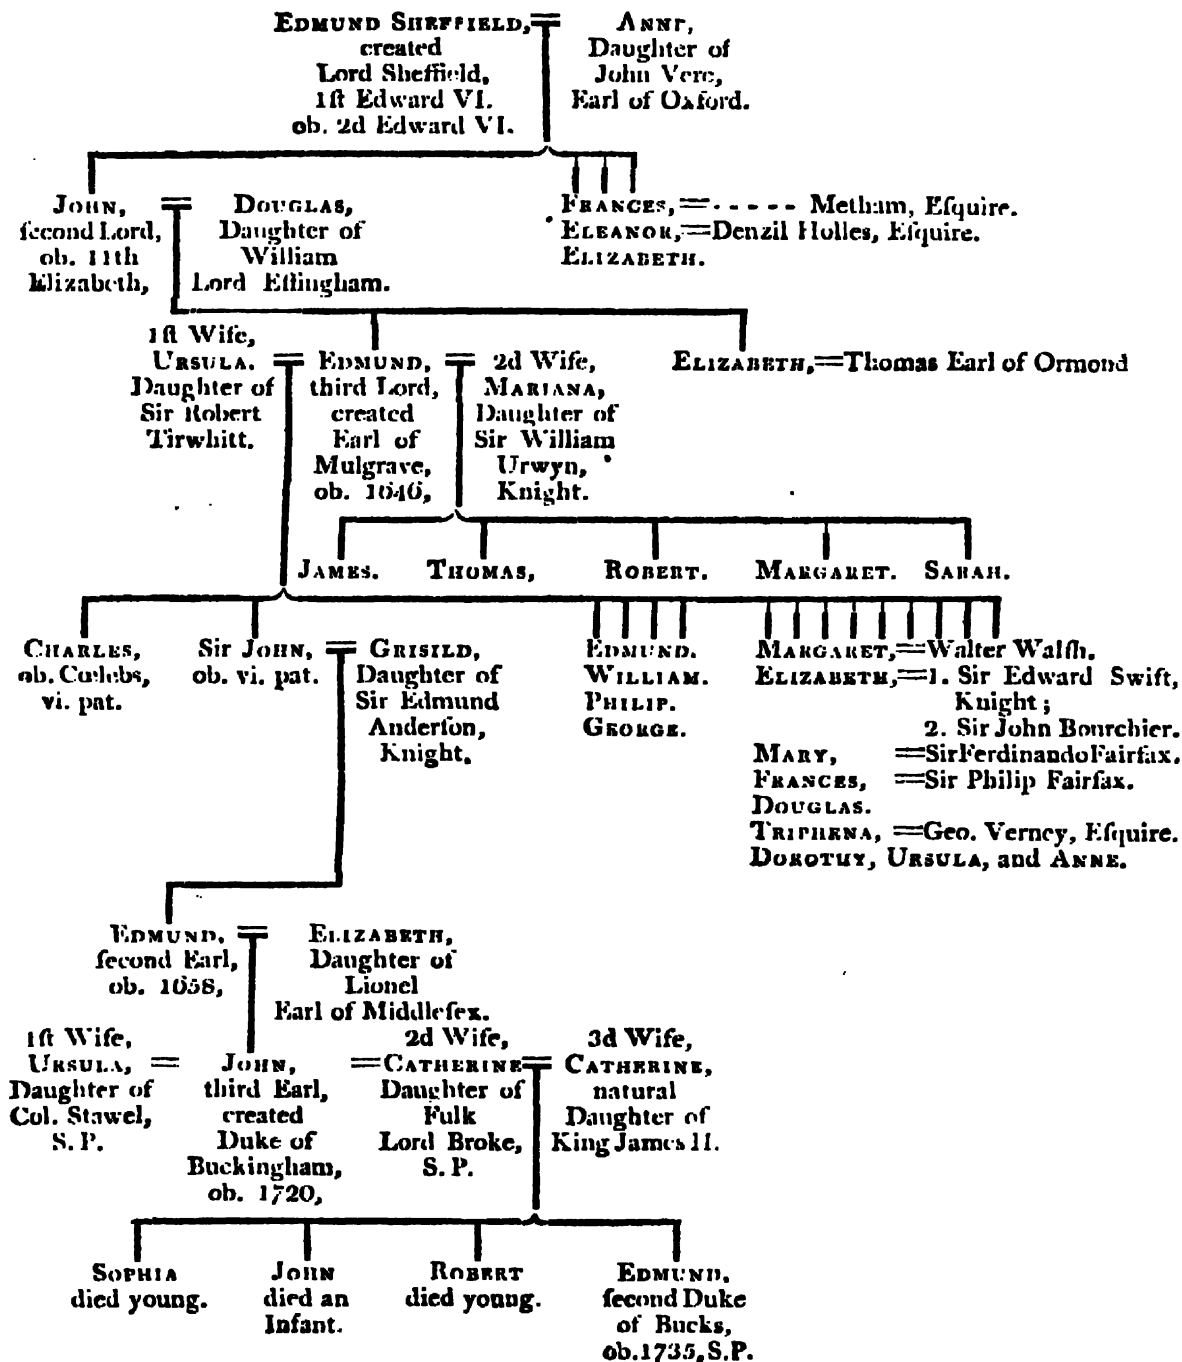 EDMUND SHEFFIELD,
created
Lord Sheffield,
1ſt Edward VI.
ob. 2d Edward VI.
ANNE,
Daughter of
John Vere,
Earl of Oxford.
JOHN,
ſecond Lord,
ob. 11th
Elizabeth,
DOUGLAS,
Daughter of
William
Lord Effingham.
FRANCES,=- - - - - Metham, Eſquire.
ELEANOR,=Denzil Holles, Eſquire.
ELIZABETH.
1ſt Wife,
URSULA.
Daughter of
Sir Robert
Tirwhitt.
EDMUND,
third Lord,
created
Earl of
Mulgrave,
ob. 1646,
2d Wife,
MARIANA,
Daughter of
Sir William
Urwyn,
Knight.
ELIZABETH,=Thomas Earl of Ormond
JAMES. THOMAS, ROBERT. MARGARET. SARAH.
CHARLES,
ob. Cœlebs,
vi. pat.
Sir JOHN,
ob. vi. pat.
GRISILD,
Daughter of
Sir Edmund
Anderſon,
Knight.
EDMUND.
WILLIAM.
PHILIP.
GEORGE.
MARGARET,=Walter Walſh.
ELIZABETH,=1. Sir Edward Swift,
Knight;
2. Sir John Bourchier.
MARY, =Sir Ferdinando Fairfax.
FRANCES, =Sir Philip Fairfax.
DOUGLAS.
TRIPHENA, =Geo. Verney, Eſquire.
DOROTHY, URSULA, and ANNE.
EDMUND,
ſecond Earl,
ob. 1658,
ELIZABETH,
Daughter of
Lionel
Earl of Middleſex.
1ſt Wife,
URSULA, =
Daughter of
Col. Stawel,
S. P.
JOHN,
third Earl,
created
Duke of
Buckingham,
ob. 1720,
2d Wife,
=CATHERINE=
Daughter of
Fulk
Lord Broke,
S. P.
3d Wife,
CATHERINE,
natural
Daughter of
King James II.
SOPHIA
died young.
JOHN
died an
Infant.
ROBERT
died young.
EDMUND,
ſecond Duke
of Bucks,
ob. 1735, S.P.